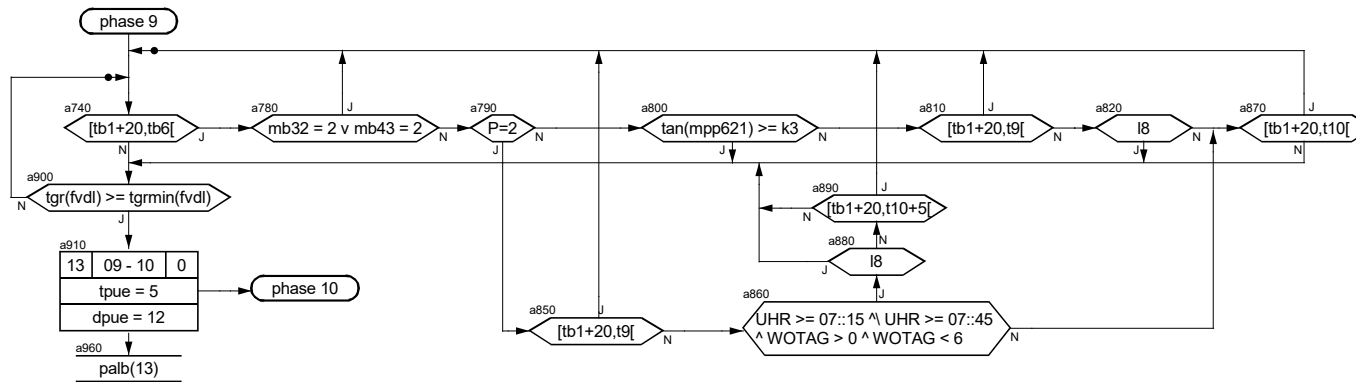 phase 9
a740
[tb1+20,tb6[
J
N
a780
mb32 = 2 v mb43 = 2
J
N
a790
P=2
N
J
a800
tan(mpp621) >= k3
N
J
a810
[tb1+20,t9[
J
N
a820
I8
N
J
a870
[tb1+20,t10[
J
N
a900
tgr(fvdl) >= tgrmin(fvdl)
N
J
a890
[tb1+20,t10+5[
J
N
a880
I8
N
J
a910
13 09 - 10 0
tpue = 5
dpue = 12
phase 10
a850
[tb1+20,t9[
J
N
a860
UHR >= 07::15 ^\ UHR >= 07::45
^ WOTAG > 0 ^ WOTAG < 6
J
N
a960
palb(13)